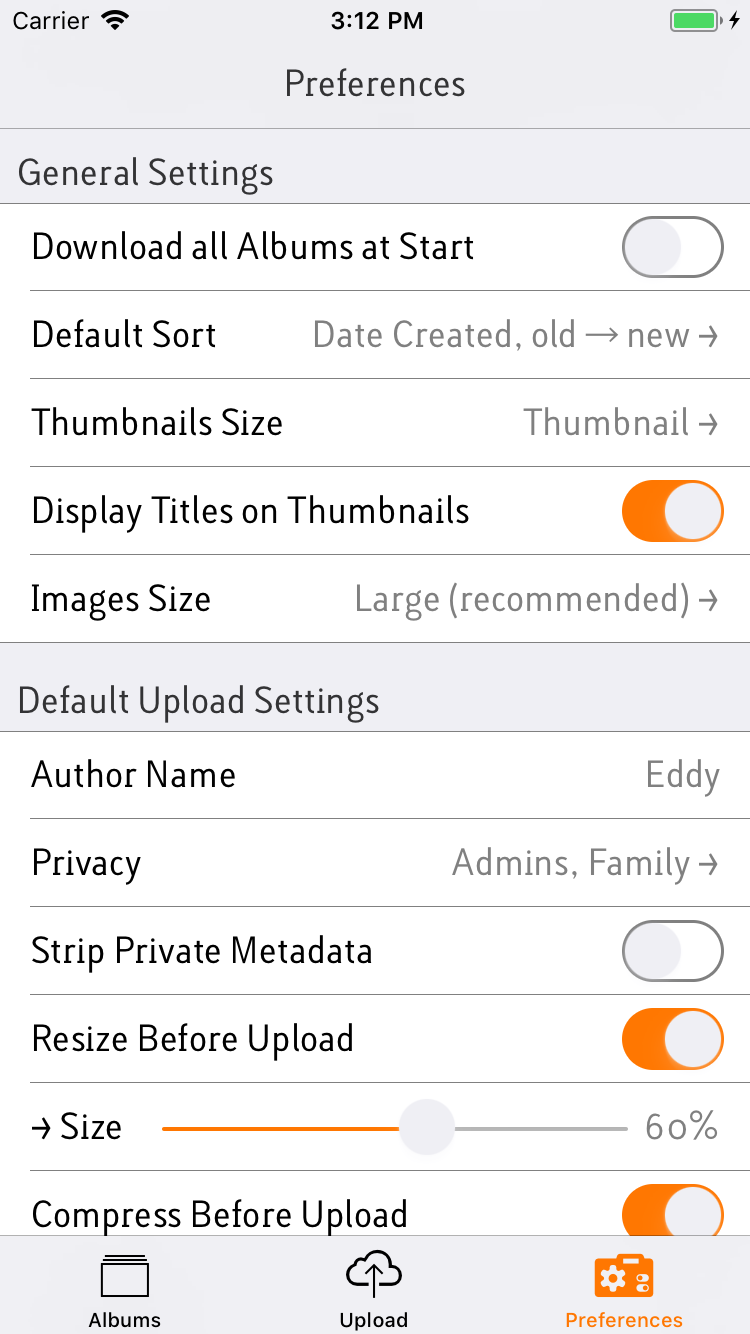 Carrier 3:12 PM
Preferences
General Settings
Download all Albums at Start
Default Sort Date Created, old → new →
Thumbnails Size Thumbnail →
Display Titles on Thumbnails
Images Size Large (recommended) →
Default Upload Settings
Author Name Eddy
Privacy Admins, Family →
Strip Private Metadata
Resize Before Upload
→ Size 60%
Compress Before Upload
Albums Upload Preferences